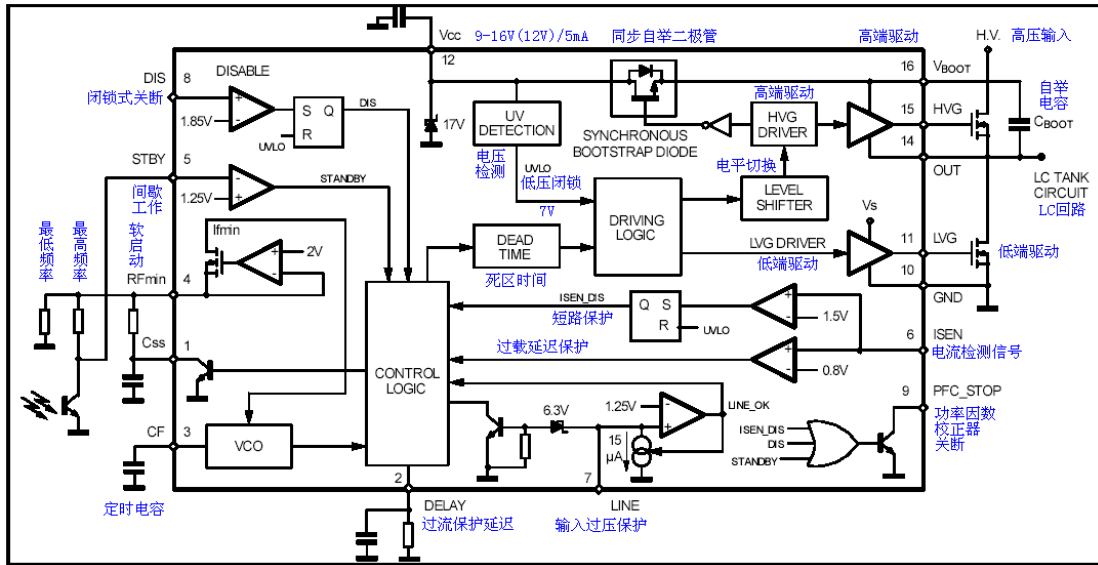 Vcc
9-16V(12V)/5mA
同步自举二极管
高端驱动
H.V.
高压输入
12
16
VBOOT
DIS
8
DISABLE
闭锁式关断
S Q
R
DIS
1.85V
UVLO
17V
UV
DETECTION
电压
检测
SYNCHRONOUS
BOOTSTRAP DIODE
高端驱动
HVG
DRIVER
15
HVG
14
OUT
自举
电容
CBOOT
LC TANK
CIRCUIT
LC回路
STBY
5
间歇
工作
1.25V
STANDBY
UVLO
低压闭锁
7V
电平切换
LEVEL
SHIFTER
DRIVING
LOGIC
Vs
最低频率
最高频率
软启动
Ifmin
2V
RFmin
4
DEAD
TIME
死区时间
LVG DRIVER
低端驱动
11
LVG
低端驱动
10
GND
ISEN_DIS
短路保护
Q S
R
UVLO
1.5V
6
ISEN
电流检测信号
Css
1
CONTROL
LOGIC
过载延迟保护
0.8V
9
PFC_STOP
功率因数
校正器
关断
6.3V
1.25V
LINE_OK
15
µA
ISEN_DIS
DIS
STANDBY
CF
3
VCO
定时电容
2
DELAY
过流保护延迟
7
LINE
输入过压保护